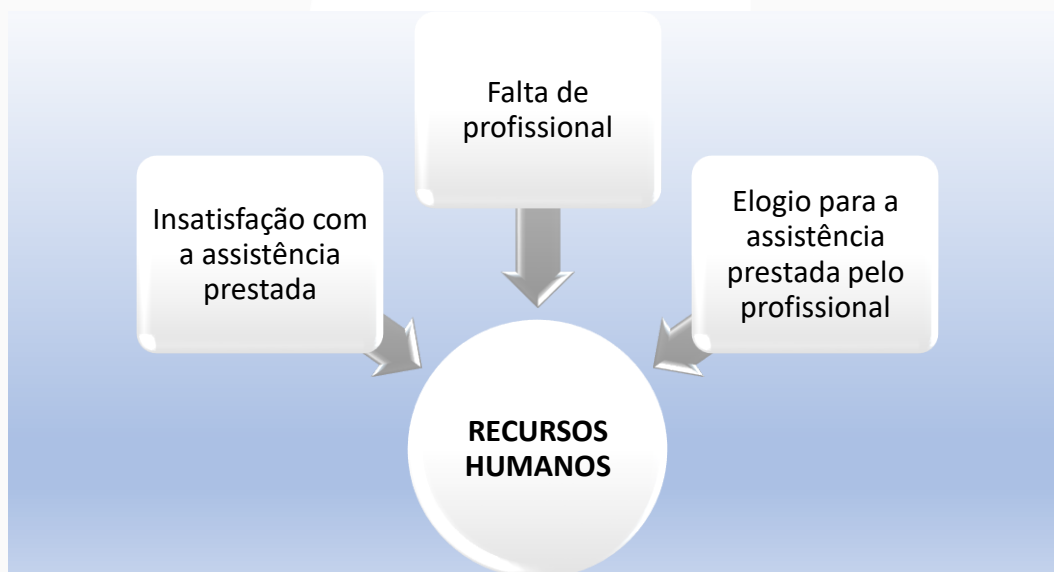 Falta de
profissional
Insatisfação com
a assistência
prestada
Elogio para a
assistência
prestada pelo
profissional
RECURSOS
HUMANOS